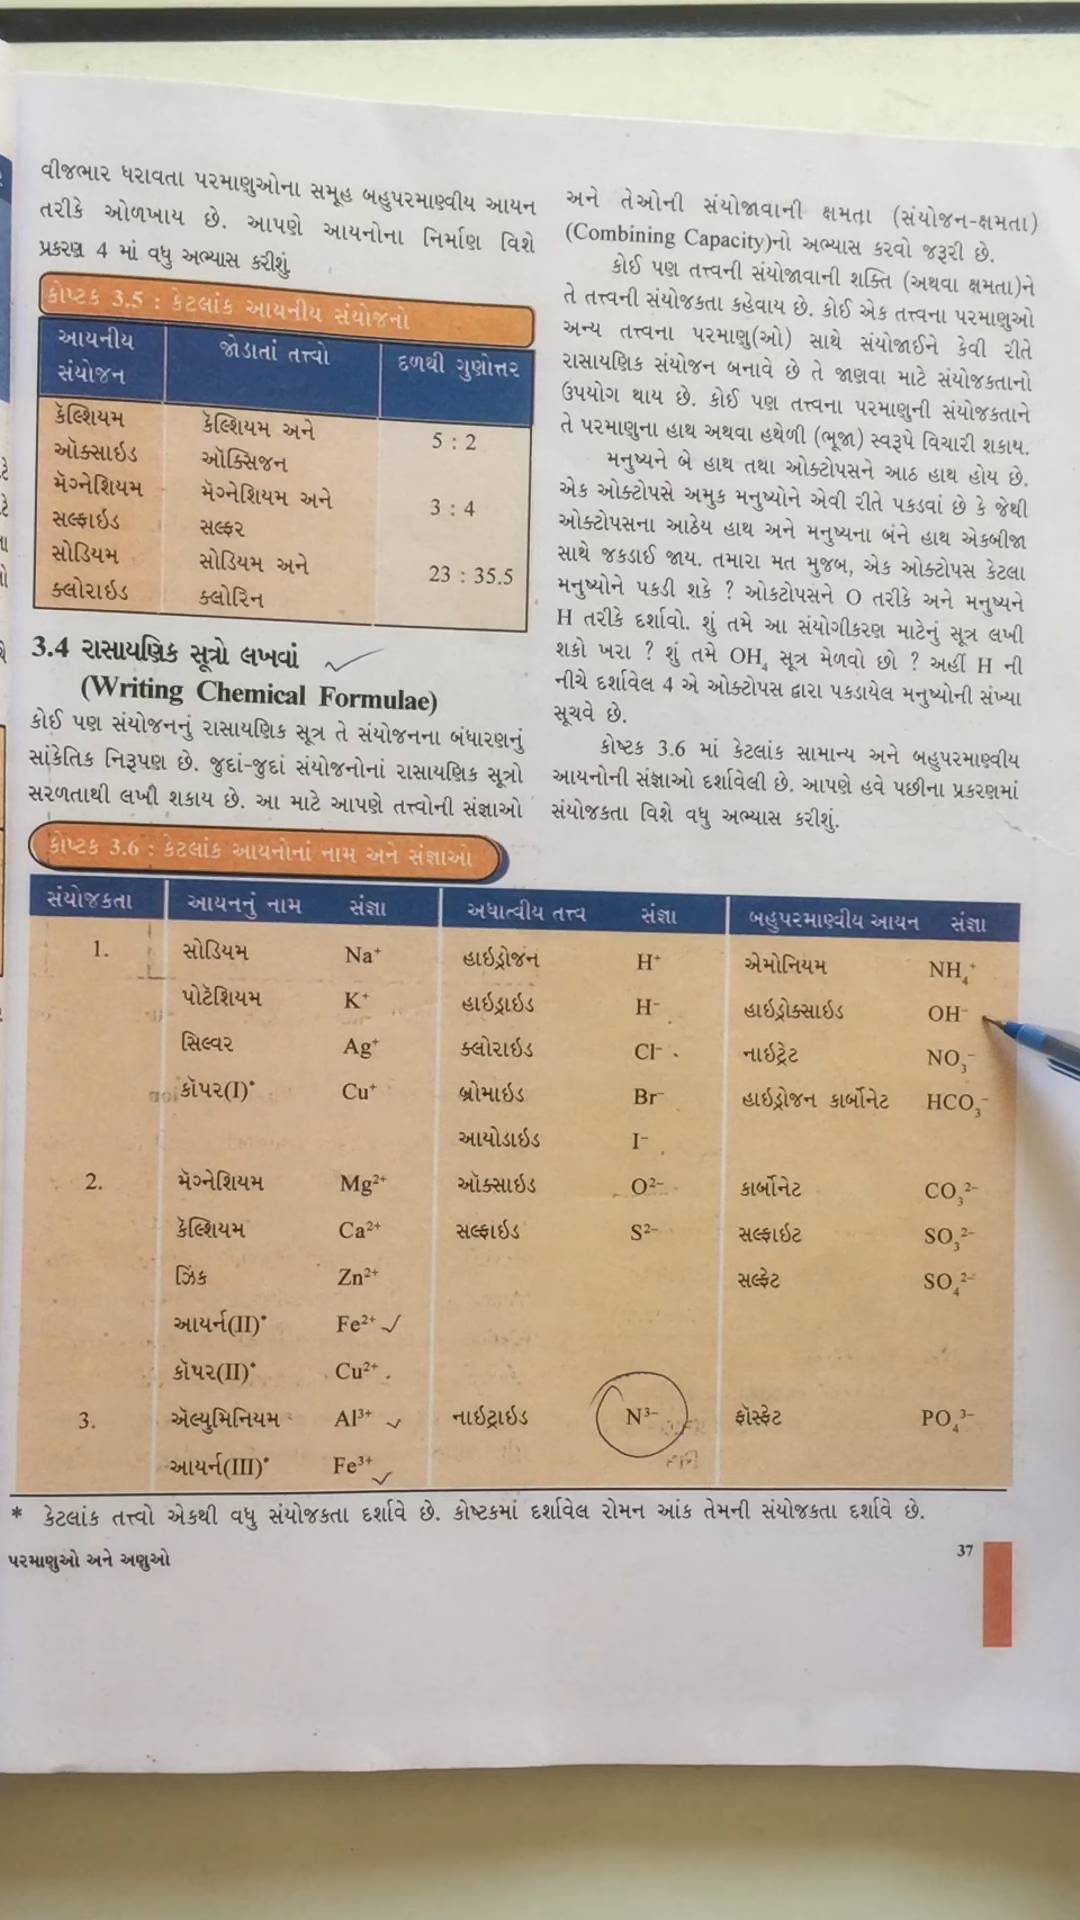 વીજભાર ધરાવતા પરમાણુઓના સમૂહ બહુપરમાણ્વીય આયન
તરીકે ઓળખાય છે. આપણે આયનોના નિર્માણ વિશે
પ્રકરણ 4 માં વધુ અભ્યાસ કરીશું.
કોષ્ટક 3.5 : કેટલાંક આયનીય સંયોજનો
આયનીય સંયોજન જોડાતાં તત્ત્વો દળથી ગુણોત્તર
કૅલ્શિયમ ઑક્સાઇડ કૅલ્શિયમ અને ઑક્સિજન 5 : 2
મૅગ્નેશિયમ સલ્ફાઇડ મૅગ્નેશિયમ અને સલ્ફર 3 : 4
સોડિયમ ક્લોરાઇડ સોડિયમ અને ક્લોરિન 23 : 35.5
3.4 રાસાયણિક સૂત્રો લખવાં
(Writing Chemical Formulae)
કોઈ પણ સંયોજનનું રાસાયણિક સૂત્ર તે સંયોજનના બંધારણનું
સાંકેતિક નિરૂપણ છે. જુદાં-જુદાં સંયોજનોનાં રાસાયણિક સૂત્રો
સરળતાથી લખી શકાય છે. આ માટે આપણે તત્ત્વોની સંજ્ઞાઓ
અને તેઓની સંયોજાવાની ક્ષમતા (સંયોજન-ક્ષમતા)
(Combining Capacity)નો અભ્યાસ કરવો જરૂરી છે.
કોઈ પણ તત્ત્વની સંયોજાવાની શક્તિ (અથવા ક્ષમતા)ને
તે તત્ત્વની સંયોજકતા કહેવાય છે. કોઈ એક તત્ત્વના પરમાણુઓ
અન્ય તત્ત્વના પરમાણુ(ઓ) સાથે સંયોજાઈને કેવી રીતે
રાસાયણિક સંયોજન બનાવે છે તે જાણવા માટે સંયોજકતાનો
ઉપયોગ થાય છે. કોઈ પણ તત્ત્વના પરમાણુની સંયોજકતાને
તે પરમાણુના હાથ અથવા હથેળી (ભૂજા) સ્વરૂપે વિચારી શકાય.
મનુષ્યને બે હાથ તથા ઓક્ટોપસને આઠ હાથ હોય છે.
એક ઓક્ટોપસે અમુક મનુષ્યોને એવી રીતે પકડવાં છે કે જેથી
ઓક્ટોપસના આઠેય હાથ અને મનુષ્યના બંને હાથ એકબીજા
સાથે જકડાઈ જાય. તમારા મત મુજબ, એક ઓક્ટોપસ કેટલા
મનુષ્યોને પકડી શકે ? ઓકટોપસને O તરીકે અને મનુષ્યને
H તરીકે દર્શાવો. શું તમે આ સંયોગીકરણ માટેનું સૂત્ર લખી
શકો ખરા ? શું તમે OH₄ સૂત્ર મેળવો છો ? અહીં H ની
નીચે દર્શાવેલ 4 એ ઓક્ટોપસ દ્વારા પકડાયેલ મનુષ્યોની સંખ્યા
સૂચવે છે.
કોષ્ટક 3.6 માં કેટલાંક સામાન્ય અને બહુપરમાણ્વીય
આયનોની સંજ્ઞાઓ દર્શાવેલી છે. આપણે હવે પછીના પ્રકરણમાં
સંયોજકતા વિશે વધુ અભ્યાસ કરીશું.
કોષ્ટક 3.6 : કેટલાંક આયનોનાં નામ અને સંજ્ઞાઓ
સંયોજકતા આયનનું નામ સંજ્ઞા અધાત્વીય તત્ત્વ સંજ્ઞા બહુપરમાણ્વીય આયન સંજ્ઞા
1. સોડિયમ Na⁺ હાઇડ્રોજન H⁺ એમોનિયમ NH₄⁺
પોટૅશિયમ K⁺ હાઇડ્રાઇડ H⁻ હાઇડ્રોક્સાઇડ OH⁻
સિલ્વર Ag⁺ ક્લોરાઇડ Cl⁻ નાઇટ્રેટ NO₃⁻
કૉપર(I)* Cu⁺ બ્રોમાઇડ Br⁻ હાઇડ્રોજન કાર્બોનેટ HCO₃⁻
આયોડાઇડ I⁻
2. મૅગ્નેશિયમ Mg²⁺ ઑક્સાઇડ O²⁻ કાર્બોનેટ CO₃²⁻
કૅલ્શિયમ Ca²⁺ સલ્ફાઇડ S²⁻ સલ્ફાઇટ SO₃²⁻
ઝિંક Zn²⁺ સલ્ફેટ SO₄²⁻
આયર્ન(II)* Fe²⁺
કૉપર(II)* Cu²⁺
3. ઍલ્યુમિનિયમ Al³⁺ નાઇટ્રાઇડ N³⁻ ફૉસ્ફેટ PO₄³⁻
આયર્ન(III)* Fe³⁺
* કેટલાંક તત્ત્વો એકથી વધુ સંયોજકતા દર્શાવે છે. કોષ્ટકમાં દર્શાવેલ રોમન આંક તેમની સંયોજકતા દર્શાવે છે.
પરમાણુઓ અને અણુઓ
37